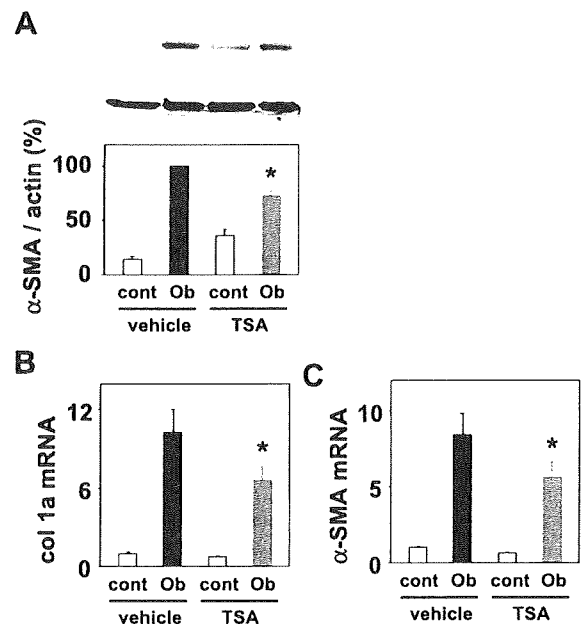 A
α-SMA / actin (%)
100
50
0
cont Ob cont Ob
*
vehicle TSA
B
col 1a mRNA
12
6
0
*
cont Ob cont Ob
vehicle TSA
C
α-SMA mRNA
10
5
0
*
cont Ob cont Ob
vehicle TSA